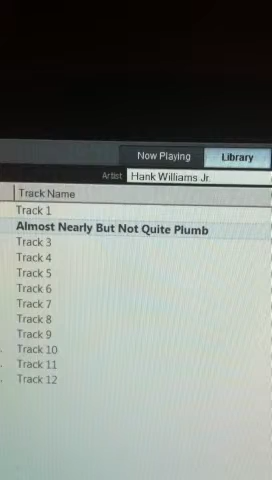 Now Playing Library
Artist Hank Williams Jr.
Track Name
Track 1
Almost Nearly But Not Quite Plumb
Track 3
Track 4
Track 5
Track 6
Track 7
Track 8
Track 9
Track 10
Track 11
Track 12